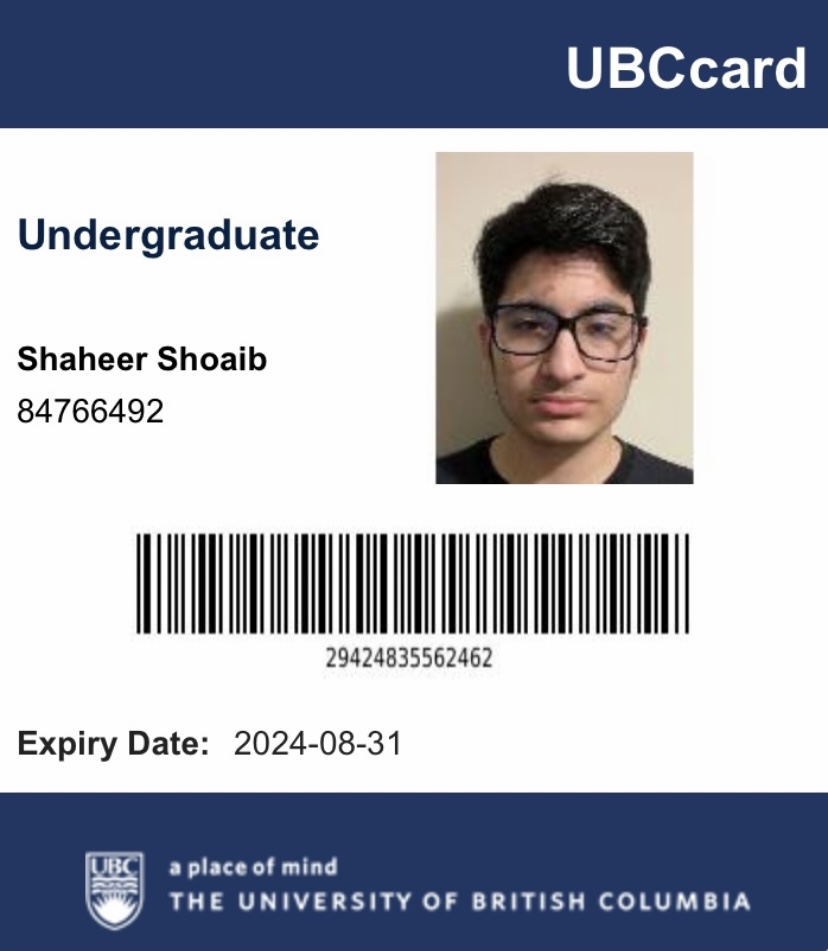 UBCcard
Undergraduate
Shaheer Shoaib
84766492
29424835562462
Expiry Date: 2024-08-31
UBC
a place of mind
THE UNIVERSITY OF BRITISH COLUMBIA